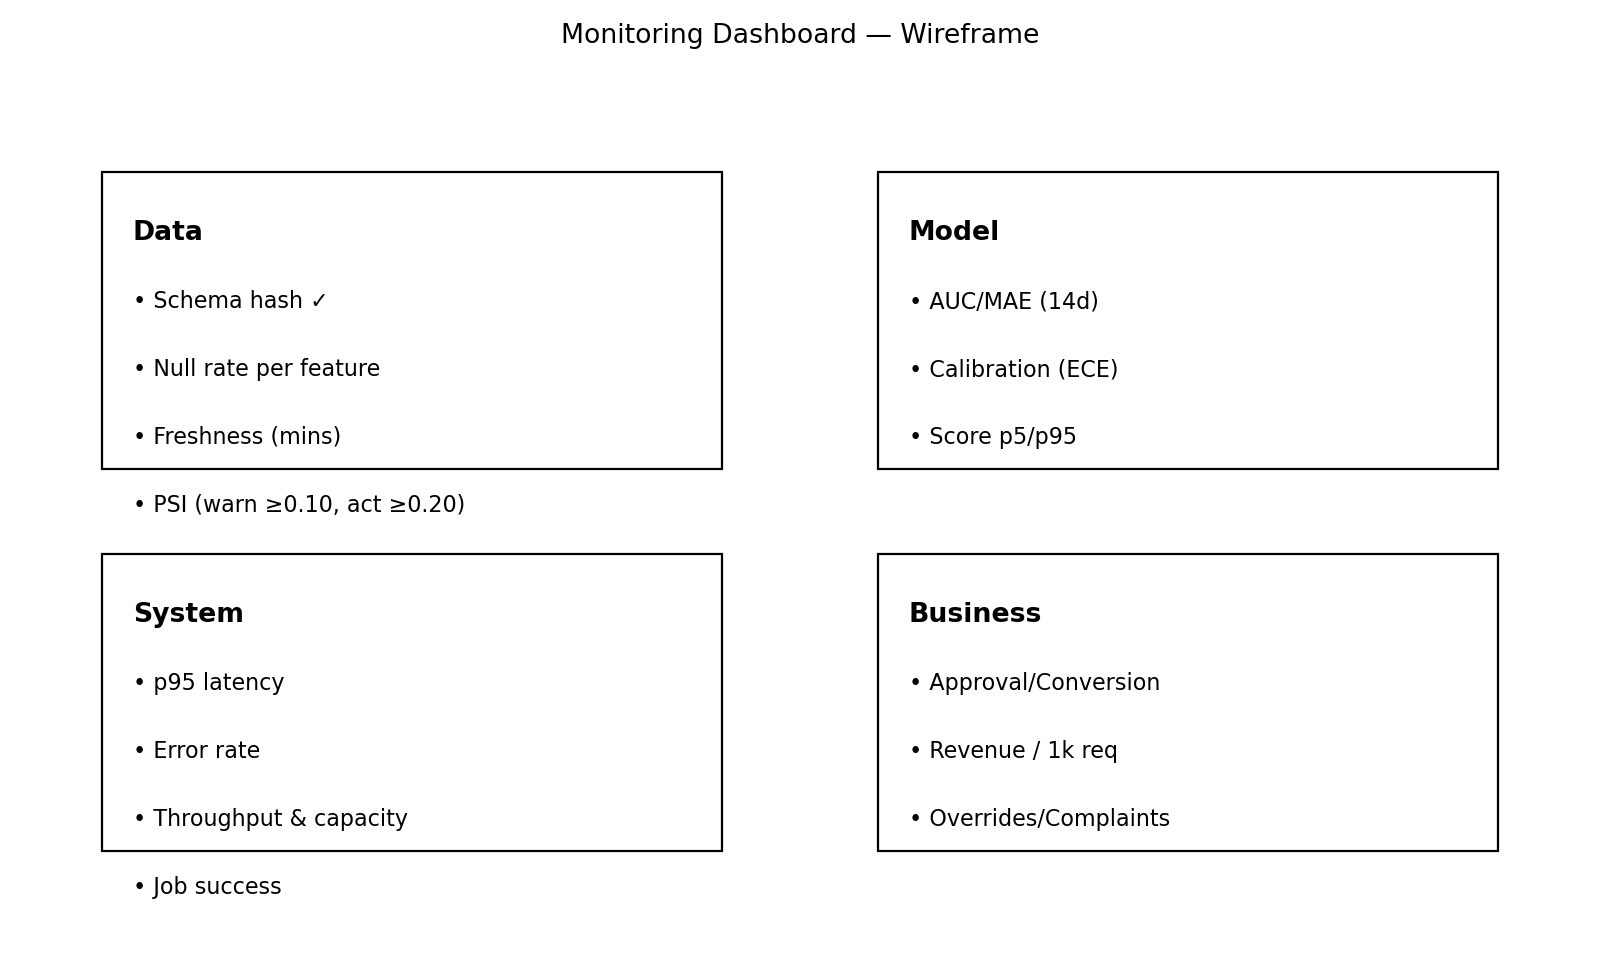 Monitoring Dashboard — Wireframe
Data
• Schema hash ✓
• Null rate per feature
• Freshness (mins)
• PSI (warn ≥0.10, act ≥0.20)
Model
• AUC/MAE (14d)
• Calibration (ECE)
• Score p5/p95
System
• p95 latency
• Error rate
• Throughput & capacity
• Job success
Business
• Approval/Conversion
• Revenue / 1k req
• Overrides/Complaints